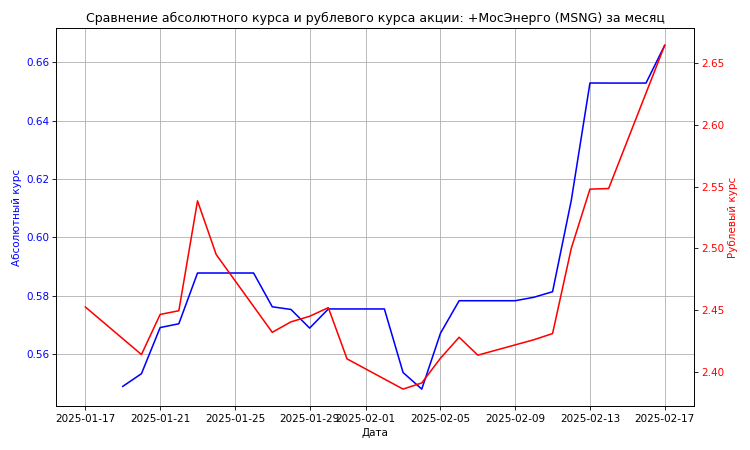 Сравнение абсолютного курса и рублевого курса акции: +МосЭнерго (MSNG) за месяц
0.66
0.64
0.62
0.60
0.58
0.56
Абсолютный курс
2.65
2.60
2.55
2.50
2.45
2.40
Рублевый курс
2025-01-17 2025-01-21 2025-01-25 2025-01-29 2025-02-01 2025-02-05 2025-02-09 2025-02-13 2025-02-17
Дата